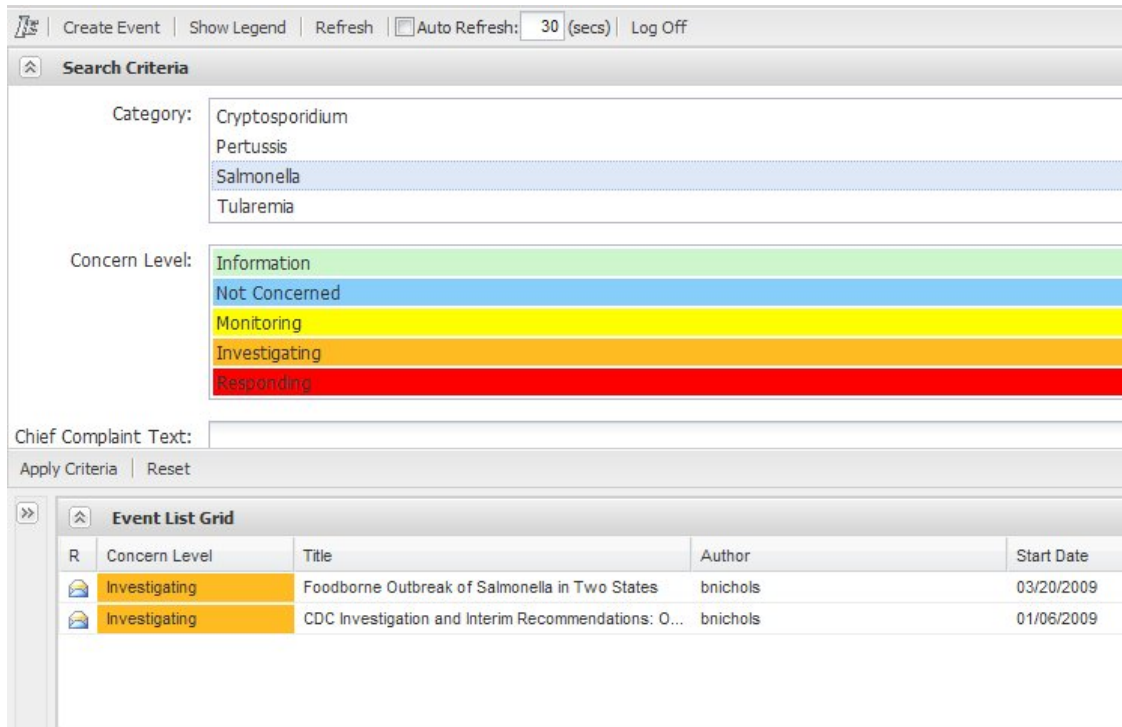 Create Event | Show Legend | Refresh | Auto Refresh: 30 (secs) | Log Off
Search Criteria
Category:
Cryptosporidium
Pertussis
Salmonella
Tularemia
Concern Level:
Information
Not Concerned
Monitoring
Investigating
Responding
Chief Complaint Text:
Apply Criteria | Reset
Event List Grid
R Concern Level Title Author Start Date
Investigating Foodborne Outbreak of Salmonella in Two States bnichols 03/20/2009
Investigating CDC Investigation and Interim Recommendations: O... bnichols 01/06/2009